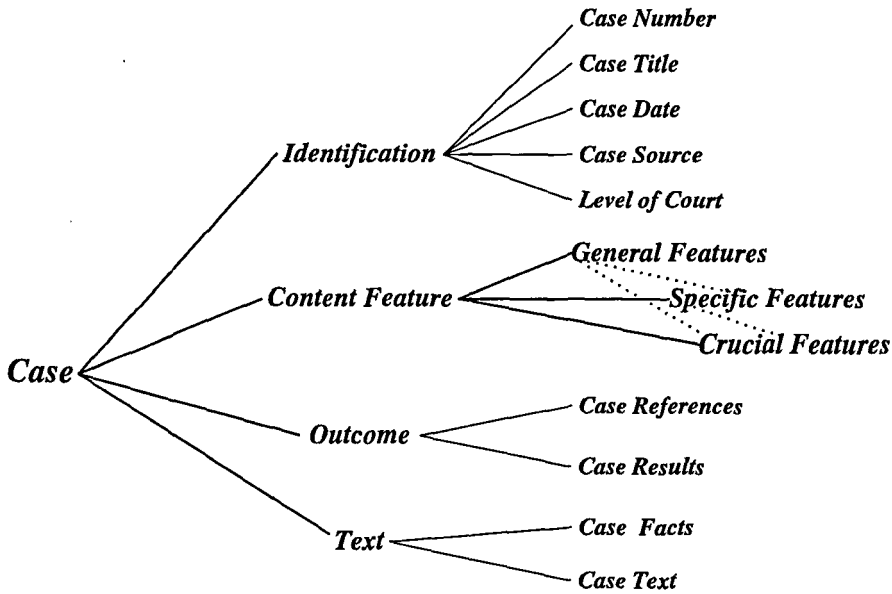 Case Number
Case Title
Case Date
Identification
Case Source
Level of Court
General Features
Content Feature
Specific Features
Crucial Features
Case
Case References
Outcome
Case Results
Case Facts
Text
Case Text